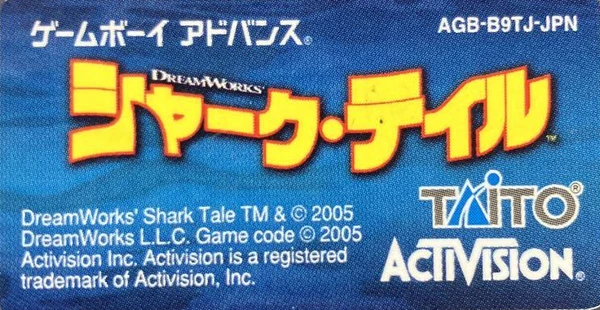 ゲームボーイ アドバンス®
AGB-B9TJ-JPN
DREAMWORKS'
シャーク・テイル™
DreamWorks' Shark Tale TM & © 2005
DreamWorks L.L.C. Game code © 2005
Activision Inc. Activision is a registered
trademark of Activision, Inc.
TAITO®
ACTIVISION®